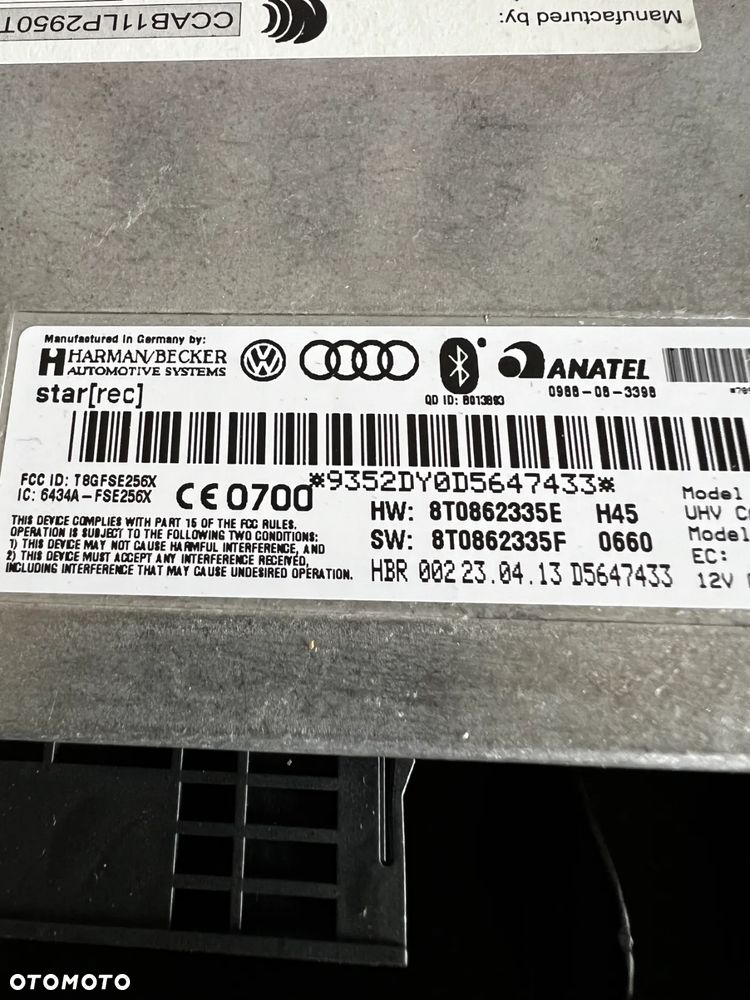 Manufactured by:
CCAB11LP2950T
Manufactured in Germany by:
HARMAN/BECKER
AUTOMOTIVE SYSTEMS
star[rec]
QD ID: B013893
ANATEL
0988-08-3398
*9352DY0D5647433*
FCC ID: T8GFSE256X
IC: 6434A-FSE256X
CE 0700
THIS DEVICE COMPLIES WITH PART 15 OF THE FCC RULES.
OPERATION IS SUBJECT TO THE FOLLOWING TWO CONDITIONS:
1) THIS DEVICE MAY NOT CAUSE HARMFUL INTERFERENCE, AND
2) THIS DEVICE MUST ACCEPT ANY INTERFERENCE RECEIVED,
INCLUDING INTERFERENCE THAT MAY CAUSE UNDESIRED OPERATION.
HW: 8T0862335E H45
SW: 8T0862335F 0660
HBR 002 23.04.13 D5647433
Model
UHV
Model
EC:
12V
OTOMOTO